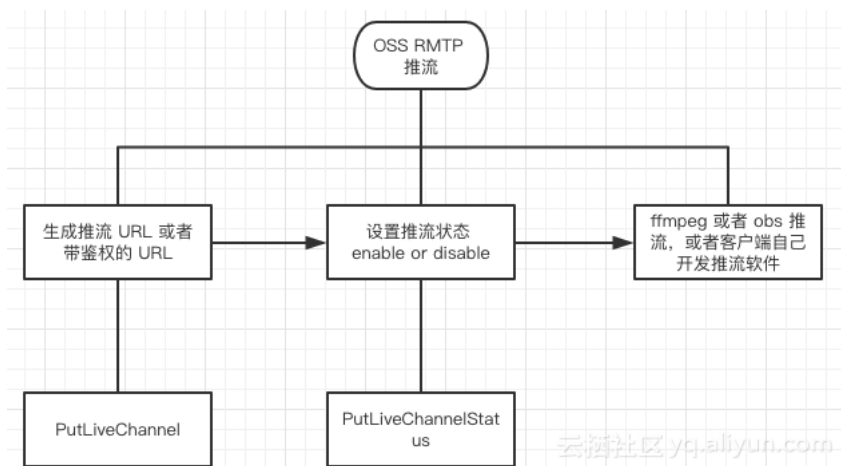 OSS RMTP
推流
生成推流 URL 或者
带鉴权的 URL
设置推流状态
enable or disable
ffmpeg 或者 obs 推
流，或者客户端自己
开发推流软件
PutLiveChannel
PutLiveChannelStat
us
云栖社区 yq.aliyun.com